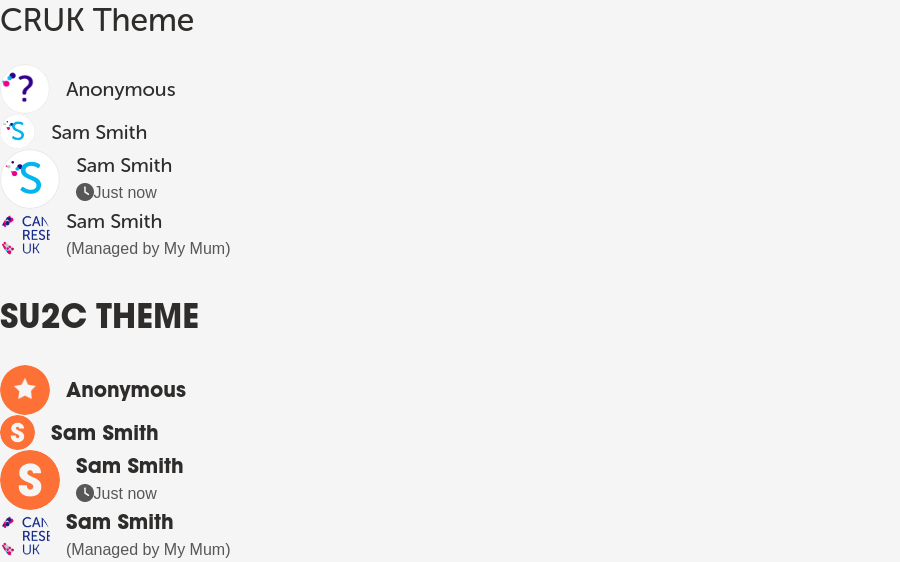 CRUK Theme
?
Anonymous
S
Sam Smith
S
Sam Smith
Just now
CAN
RESE
UK
Sam Smith
(Managed by My Mum)
SU2C THEME
Anonymous
S
Sam Smith
S
Sam Smith
Just now
CAN
RESE
UK
Sam Smith
(Managed by My Mum)